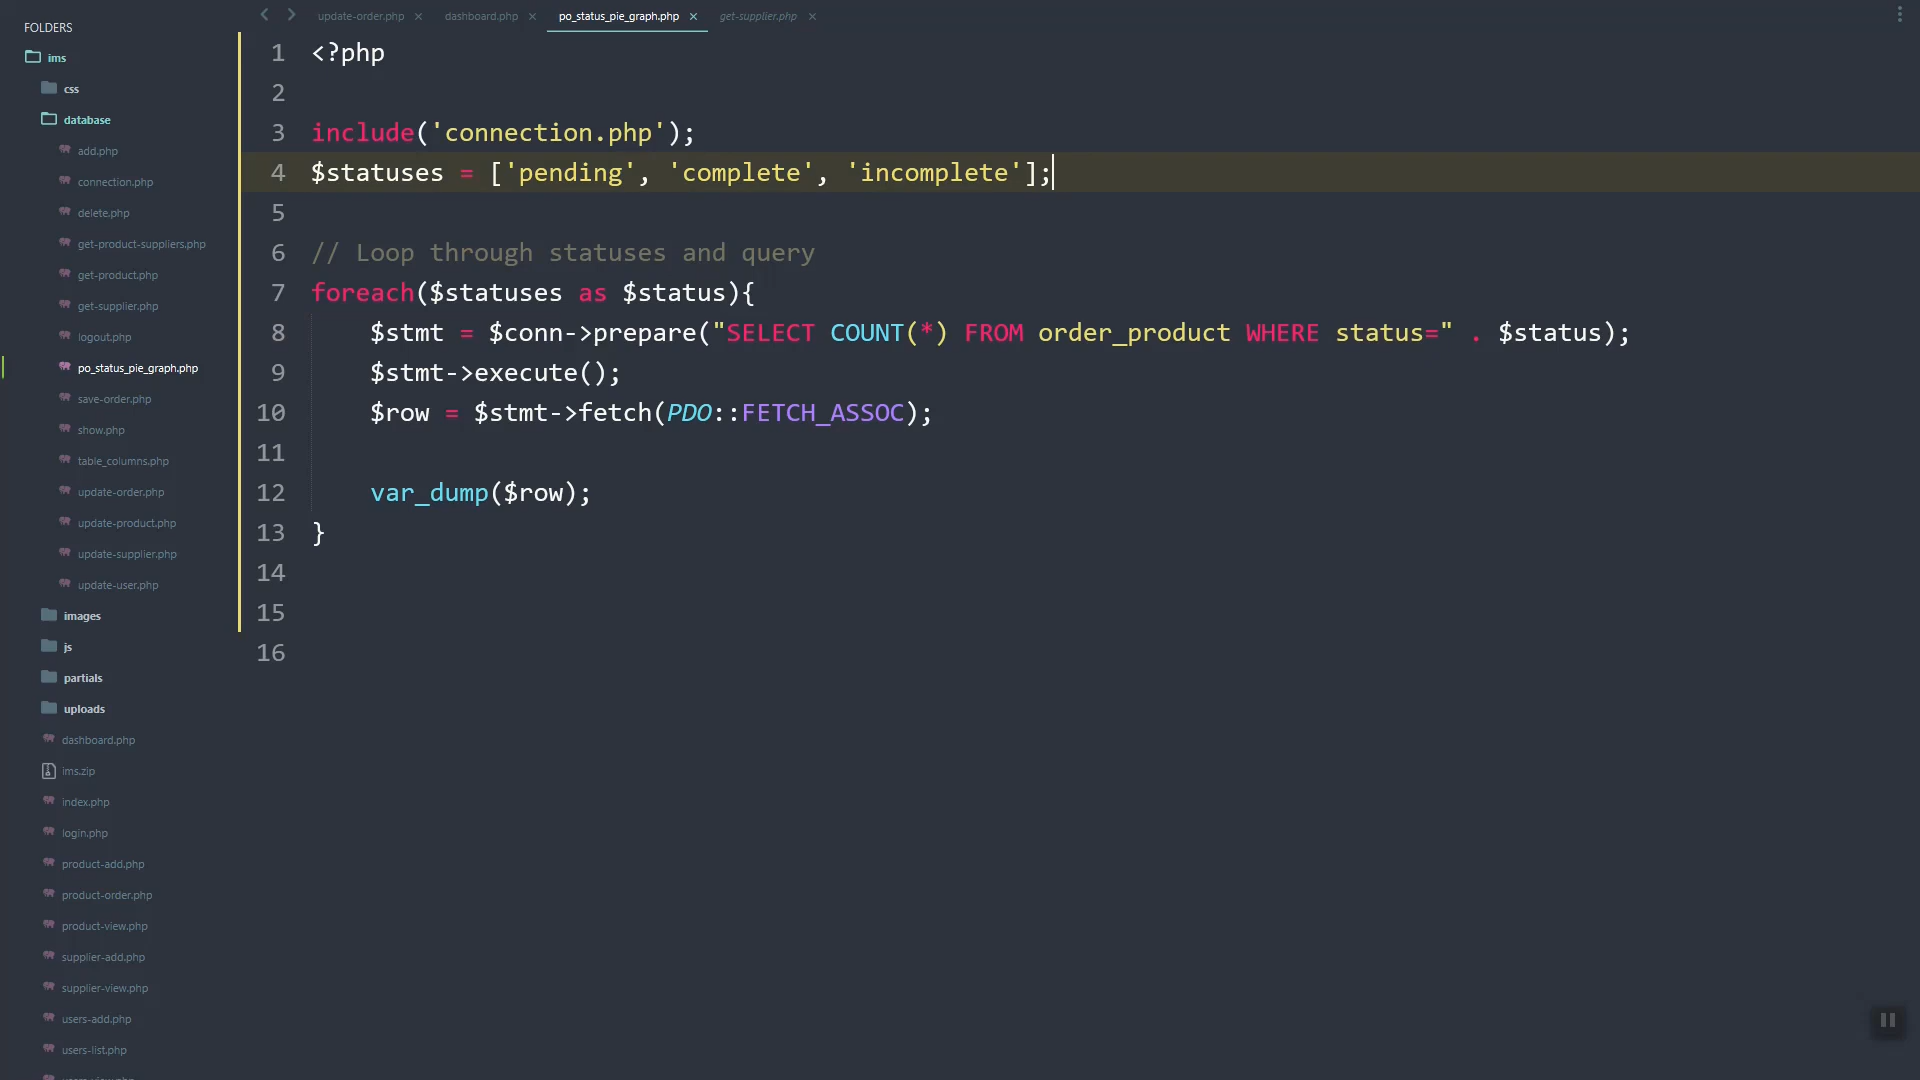 FOLDERS
ims
css
database
add.php
connection.php
delete.php
get-product-suppliers.php
get-product.php
get-supplier.php
logout.php
po_status_pie_graph.php
save-order.php
show.php
table_columns.php
update-order.php
update-product.php
update-supplier.php
update-user.php
images
js
partials
uploads
dashboard.php
ims.zip
index.php
login.php
product-add.php
product-order.php
product-view.php
supplier-add.php
supplier-view.php
users-add.php
users-list.php
update-order.php × dashboard.php × po_status_pie_graph.php × get-supplier.php ×
1 <?php
2
3 include('connection.php');
4 $statuses = ['pending', 'complete', 'incomplete'];
5
6 // Loop through statuses and query
7 foreach($statuses as $status){
8 $stmt = $conn->prepare("SELECT COUNT(*) FROM order_product WHERE status=" . $status);
9 $stmt->execute();
10 $row = $stmt->fetch(PDO::FETCH_ASSOC);
11
12 var_dump($row);
13 }
14
15
16